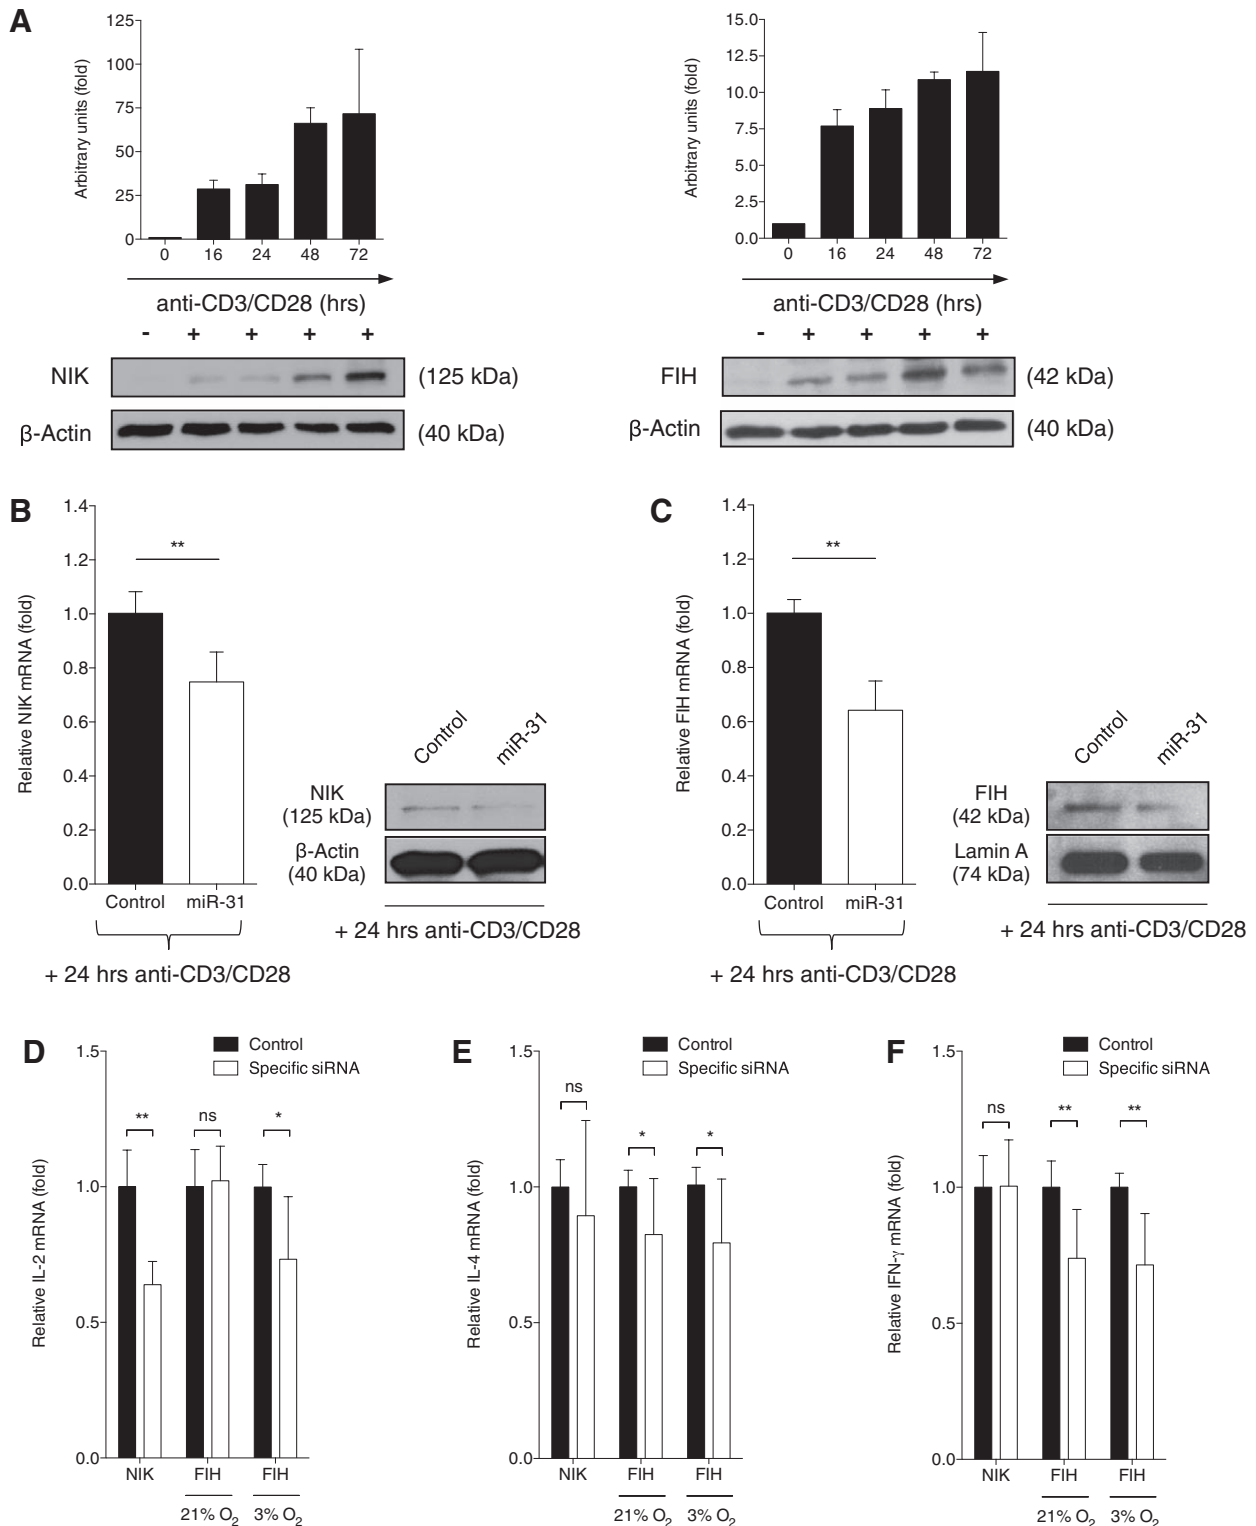 A
125
100
75
50
25
0
Arbitrary units (fold)
0 16 24 48 72
anti-CD3/CD28 (hrs)
- + + + +
NIK (125 kDa)
β-Actin (40 kDa)
15.0
12.5
10.0
7.5
5.0
2.5
0.0
Arbitrary units (fold)
0 16 24 48 72
anti-CD3/CD28 (hrs)
- + + + +
FIH (42 kDa)
β-Actin (40 kDa)
B
1.4
1.2
1.0
0.8
0.6
0.4
0.2
0.0
Relative NIK mRNA (fold)
**
Control miR-31
+ 24 hrs anti-CD3/CD28
Control miR-31
NIK
(125 kDa)
β-Actin
(40 kDa)
+ 24 hrs anti-CD3/CD28
C
1.4
1.2
1.0
0.8
0.6
0.4
0.2
0.0
Relative FIH mRNA (fold)
**
Control miR-31
+ 24 hrs anti-CD3/CD28
Control miR-31
FIH
(42 kDa)
Lamin A
(74 kDa)
+ 24 hrs anti-CD3/CD28
D
Control
Specific siRNA
1.5
1.0
0.5
0.0
Relative IL-2 mRNA (fold)
** ns *
NIK FIH FIH
21% O2 3% O2
E
Control
Specific siRNA
1.5
1.0
0.5
0.0
Relative IL-4 mRNA (fold)
ns * *
NIK FIH FIH
21% O2 3% O2
F
Control
Specific siRNA
1.5
1.0
0.5
0.0
Relative IFN-γ mRNA (fold)
ns ** **
NIK FIH FIH
21% O2 3% O2